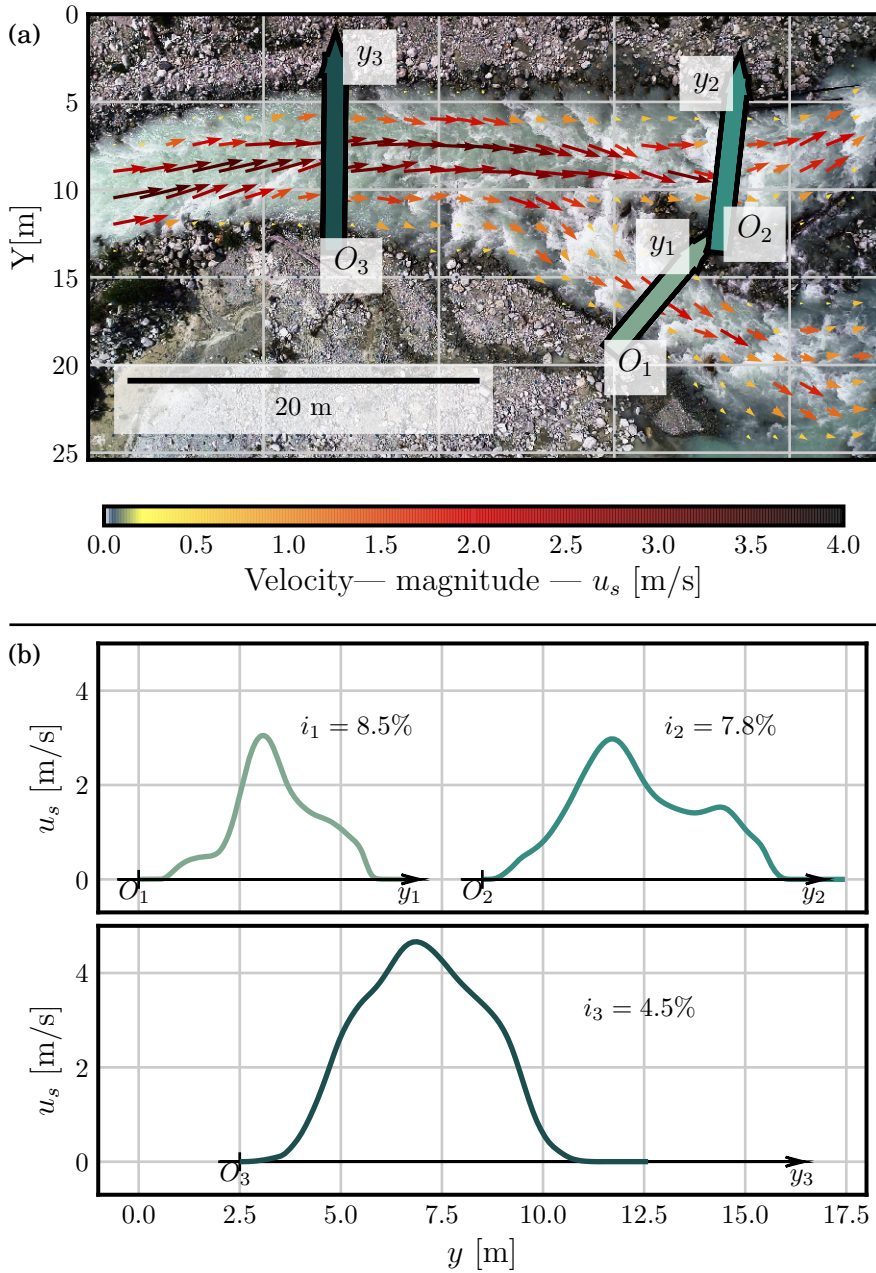 (a)
0
5
10
15
20
25
Y[m]
y₃
y₂
O₃
y₁
O₂
O₁
20 m
0.0 0.5 1.0 1.5 2.0 2.5 3.0 3.5 4.0
Velocity— magnitude — uₛ [m/s]
(b)
4
2
0
uₛ [m/s]
i₁ = 8.5%
i₂ = 7.8%
O₁ y₁ O₂ y₂
4
2
0
uₛ [m/s]
i₃ = 4.5%
O₃ y₃
0.0 2.5 5.0 7.5 10.0 12.5 15.0 17.5
y [m]